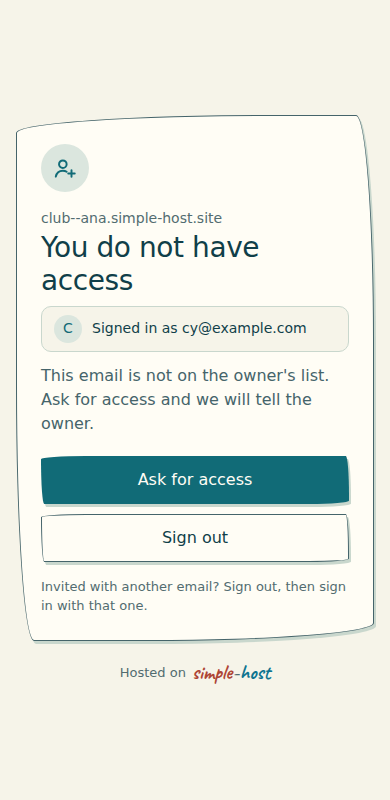 club--ana.simple-host.site
You do not have
access
C
Signed in as cy@example.com
This email is not on the owner's list.
Ask for access and we will tell the
owner.
Ask for access
Sign out
Invited with another email? Sign out, then sign
in with that one.
Hosted on simple-host